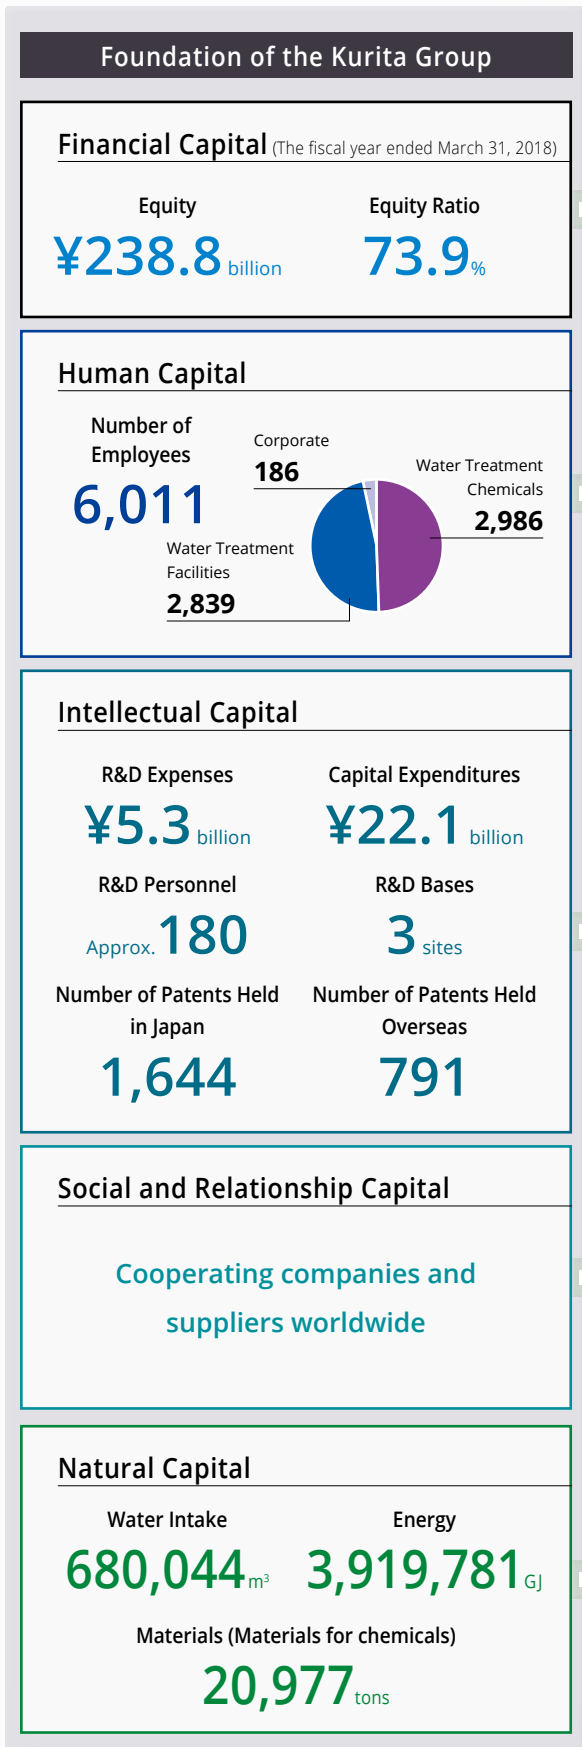 Foundation of the Kurita Group
Financial Capital (The fiscal year ended March 31, 2018)
Equity
¥238.8 billion
Equity Ratio
73.9%
Human Capital
Number of
Employees
6,011
Corporate
186
Water Treatment
Chemicals
2,986
Water Treatment
Facilities
2,839
Intellectual Capital
R&D Expenses
¥5.3 billion
Capital Expenditures
¥22.1 billion
R&D Personnel
Approx. 180
R&D Bases
3 sites
Number of Patents Held
in Japan
1,644
Number of Patents Held
Overseas
791
Social and Relationship Capital
Cooperating companies and
suppliers worldwide
Natural Capital
Water Intake
680,044 m³
Energy
3,919,781 GJ
Materials (Materials for chemicals)
20,977 tons